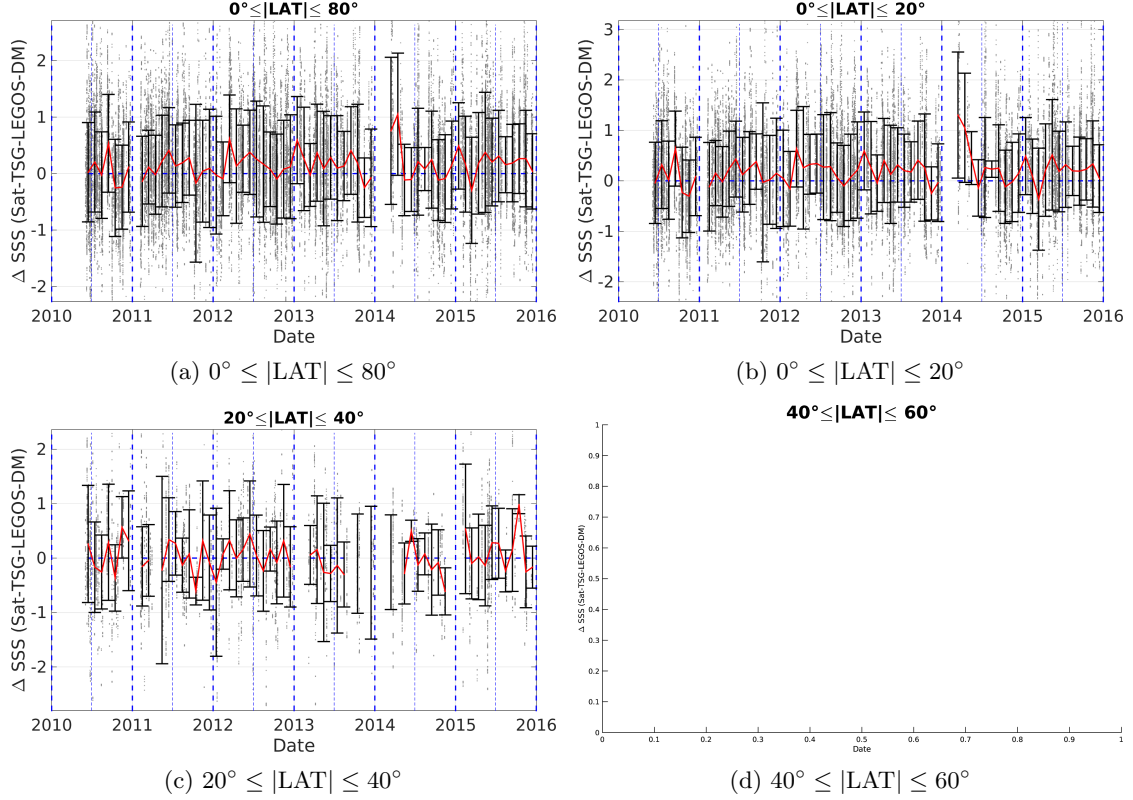 0°≤|LAT|≤ 80°
Δ SSS (Sat-TSG-LEGOS-DM)
2
1
0
-1
-2
2010 2011 2012 2013 2014 2015 2016
Date
(a) 0° ≤ |LAT| ≤ 80°
0°≤|LAT|≤ 20°
Δ SSS (Sat-TSG-LEGOS-DM)
3
2
1
0
-1
-2
2010 2011 2012 2013 2014 2015 2016
Date
(b) 0° ≤ |LAT| ≤ 20°
20°≤|LAT|≤ 40°
Δ SSS (Sat-TSG-LEGOS-DM)
2
1
0
-1
-2
2010 2011 2012 2013 2014 2015 2016
Date
(c) 20° ≤ |LAT| ≤ 40°
40°≤|LAT|≤ 60°
Δ SSS (Sat-TSG-LEGOS-DM)
1
0.9
0.8
0.7
0.6
0.5
0.4
0.3
0.2
0.1
0
0 0.1 0.2 0.3 0.4 0.5 0.6 0.7 0.8 0.9 1
Date
(d) 40° ≤ |LAT| ≤ 60°